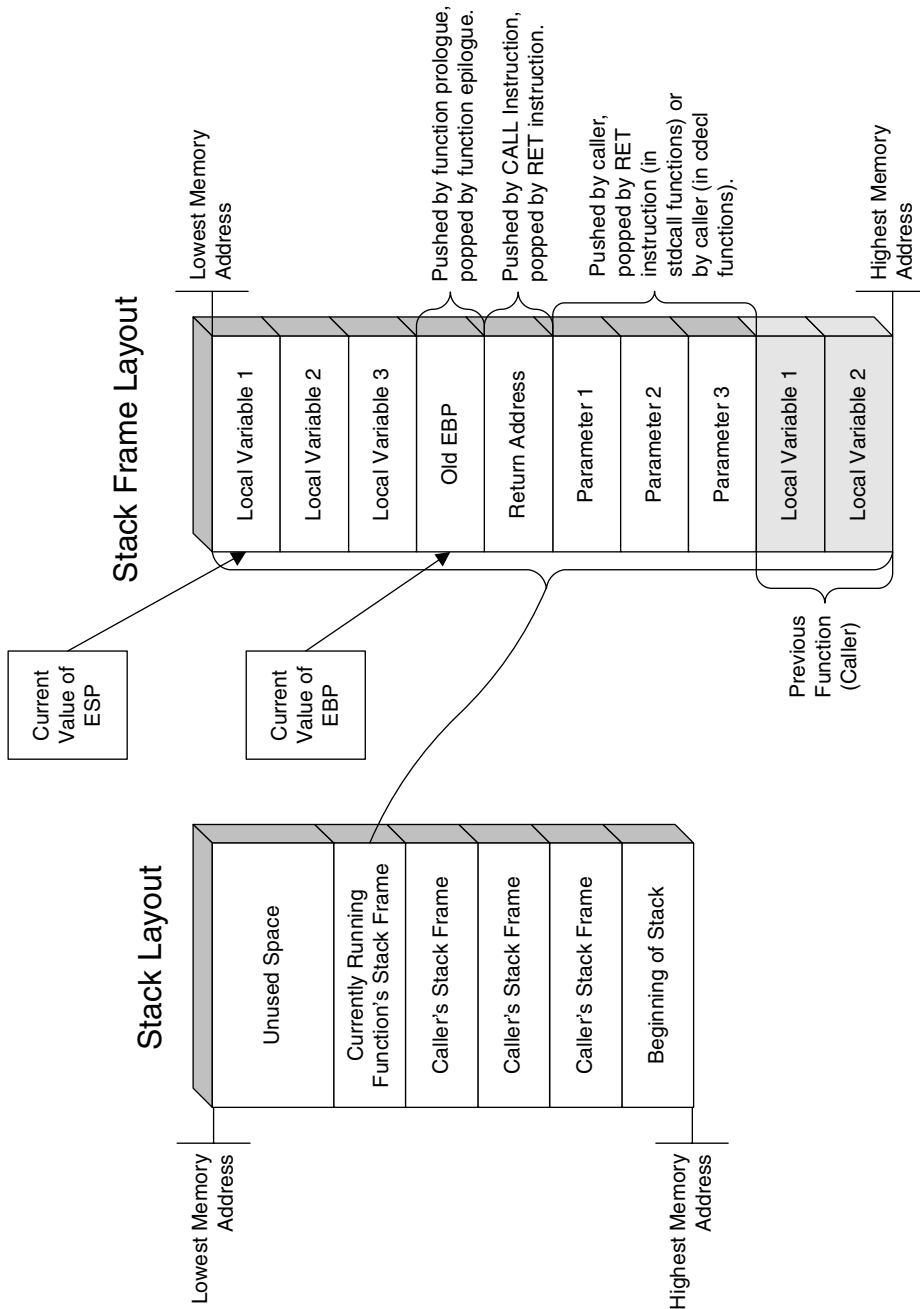 Stack Layout
Lowest Memory
Address
Unused Space
Currently Running
Function's Stack Frame
Caller's Stack Frame
Caller's Stack Frame
Caller's Stack Frame
Beginning of Stack
Highest Memory
Address
Stack Frame Layout
Current
Value of
ESP
Current
Value of
EBP
Lowest Memory
Address
Local Variable 1
Local Variable 2
Local Variable 3
Old EBP
Pushed by function prologue,
popped by function epilogue.
Return Address
Pushed by CALL Instruction,
popped by RET instruction.
Parameter 1
Parameter 2
Parameter 3
Pushed by caller,
popped by RET
instruction (in
stdcall functions) or
by caller (in cdecl
functions).
Local Variable 1
Local Variable 2
Previous
Function
(Caller)
Highest Memory
Address